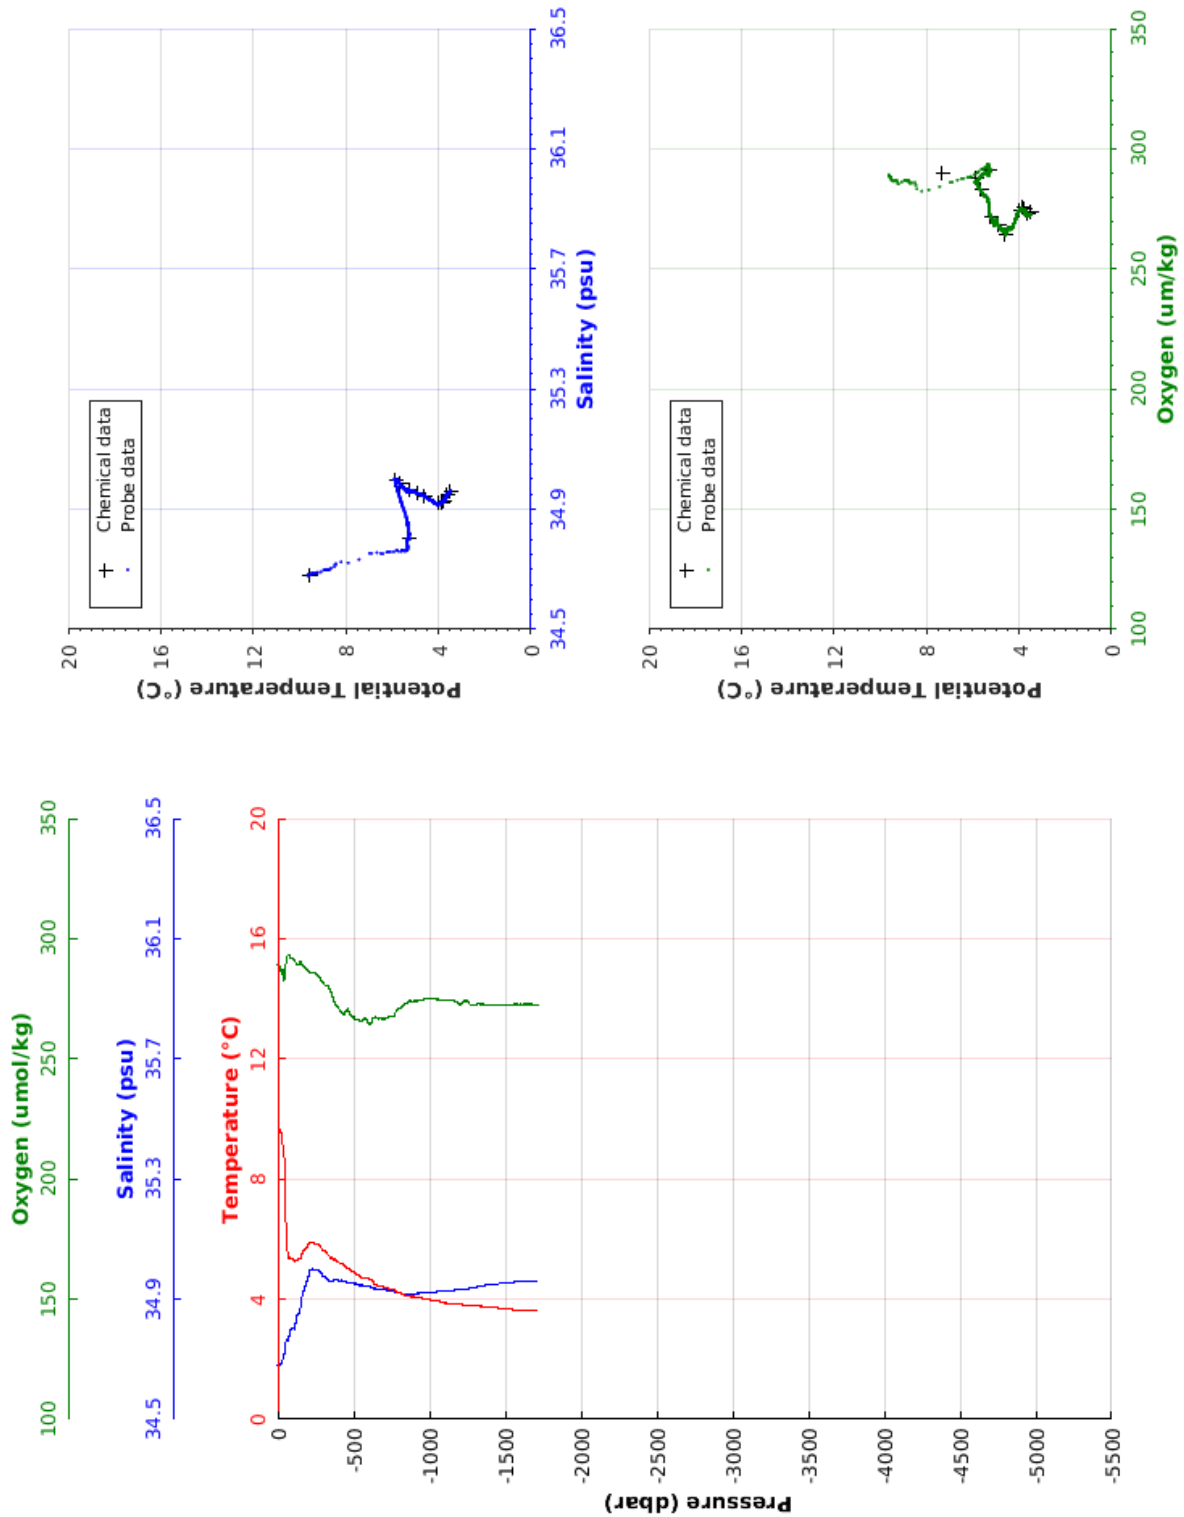 Oxygen (umol/kg)
100 150 200 250 300 350
Salinity (psu)
34.5 34.9 35.3 35.7 36.1 36.5
Temperature (°C)
0 4 8 12 16 20
Pressure (dbar)
0
-500
-1000
-1500
-2000
-2500
-3000
-3500
-4000
-4500
-5000
-5500
Potential Temperature (°C)
20
16
12
8
4
0
Chemical data
Probe data
34.5 34.9 35.3 35.7 36.1 36.5
Salinity (psu)
Potential Temperature (°C)
20
16
12
8
4
0
Chemical data
Probe data
100 150 200 250 300 350
Oxygen (um/kg)